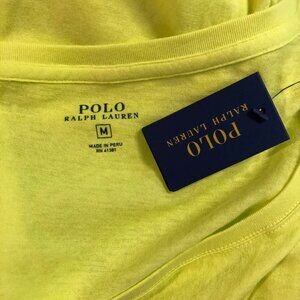 POLO
RALPH LAUREN
M
MADE IN PERU
RN 41381
POLO
RALPH LAUREN